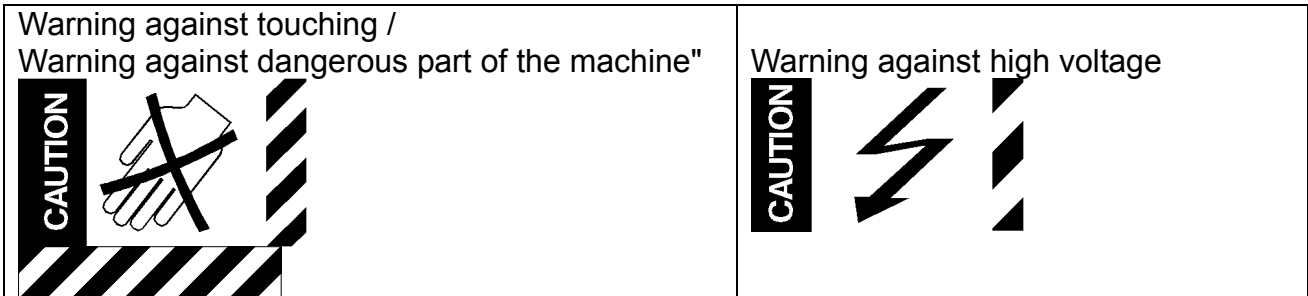 Warning against touching /
Warning against dangerous part of the machine"
CAUTION
Warning against high voltage
CAUTION